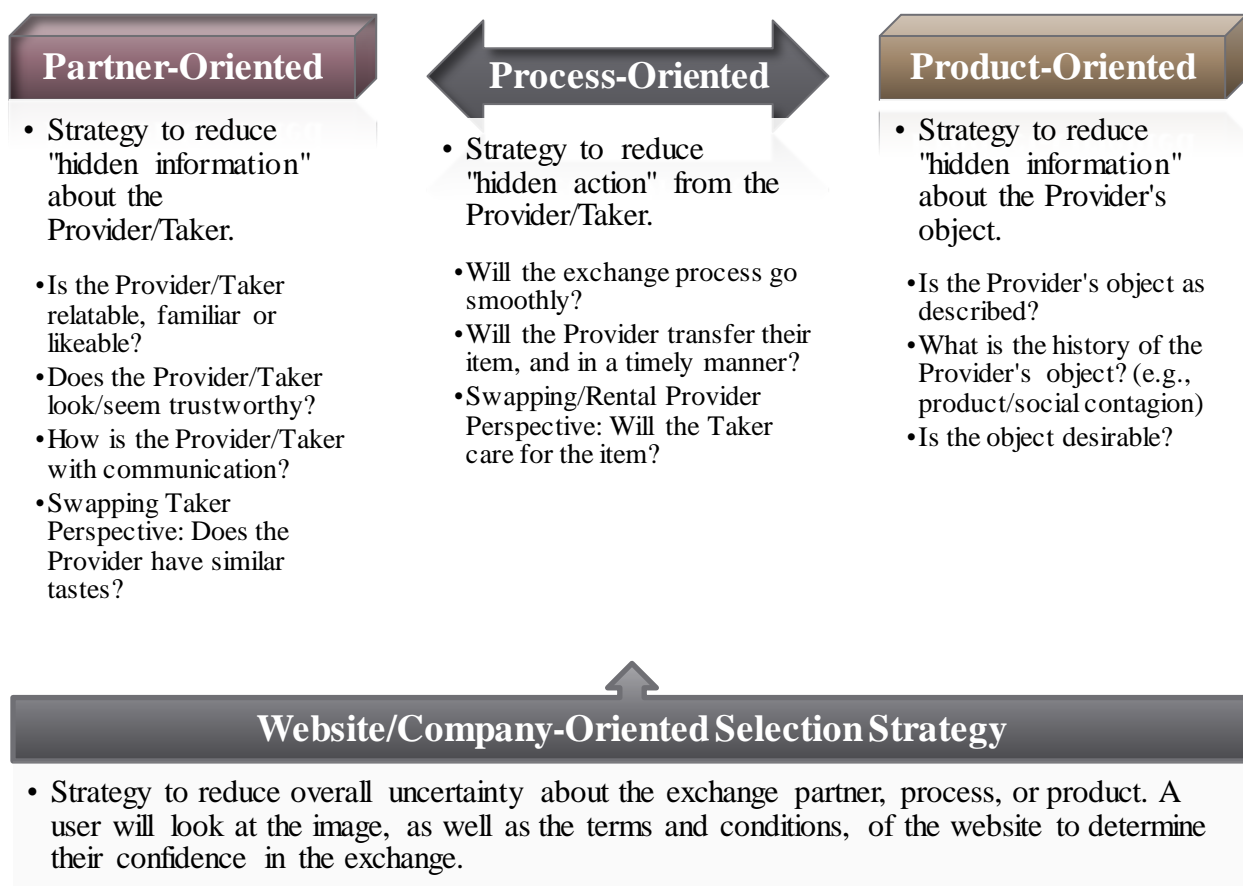 Partner-Oriented
• Strategy to reduce
"hidden information"
about the
Provider/Taker.
•Is the Provider/Taker
relatable, familiar or
likeable?
•Does the Provider/Taker
look/seem trustworthy?
•How is the Provider/Taker
with communication?
•Swapping Taker
Perspective: Does the
Provider have similar
tastes?
Process-Oriented
• Strategy to reduce
"hidden action" from the
Provider/Taker.
•Will the exchange process go
smoothly?
•Will the Provider transfer their
item, and in a timely manner?
•Swapping/Rental Provider
Perspective: Will the Taker
care for the item?
Product-Oriented
• Strategy to reduce
"hidden information"
about the Provider's
object.
•Is the Provider's object as
described?
•What is the history of the
Provider's object? (e.g.,
product/social contagion)
•Is the object desirable?
Website/Company-Oriented Selection Strategy
• Strategy to reduce overall uncertainty about the exchange partner, process, or product. A
user will look at the image, as well as the terms and conditions, of the website to determine
their confidence in the exchange.